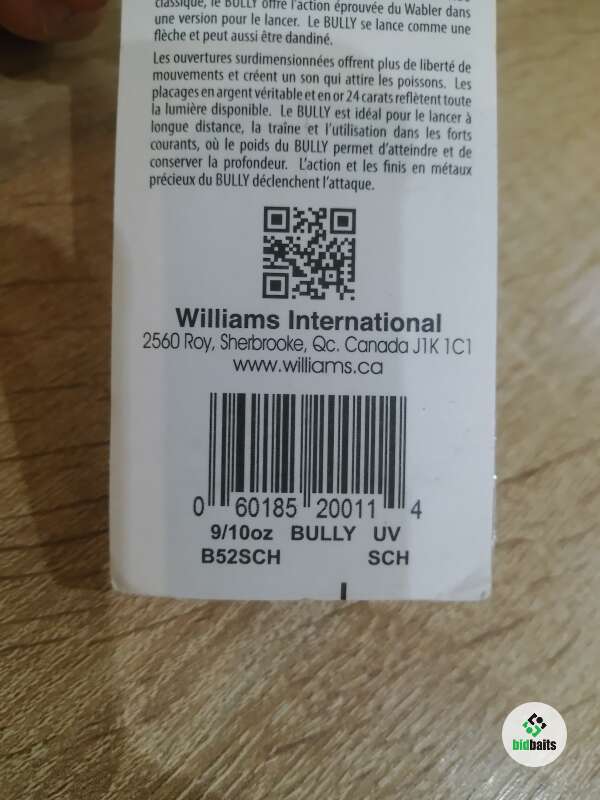 classique, le BULLY offre l'action éprouvée du Wabler dans
une version pour le lancer. Le BULLY se lance comme une
flèche et peut aussi être dandiné.
Les ouvertures surdimensionnées offrent plus de liberté de
mouvements et créent un son qui attire les poissons. Les
placages en argent véritable et en or 24 carats reflètent toute
la lumière disponible. Le BULLY est idéal pour le lancer à
longue distance, la traîne et l'utilisation dans les forts
courants, où le poids du BULLY permet d'atteindre et de
conserver la profondeur. L'action et les finis en métaux
précieux du BULLY déclenchent l'attaque.
Williams International
2560 Roy, Sherbrooke, Qc. Canada J1K 1C1
www.williams.ca
0 60185 20011 4
9/10oz BULLY UV
B52SCH SCH
bidbaits